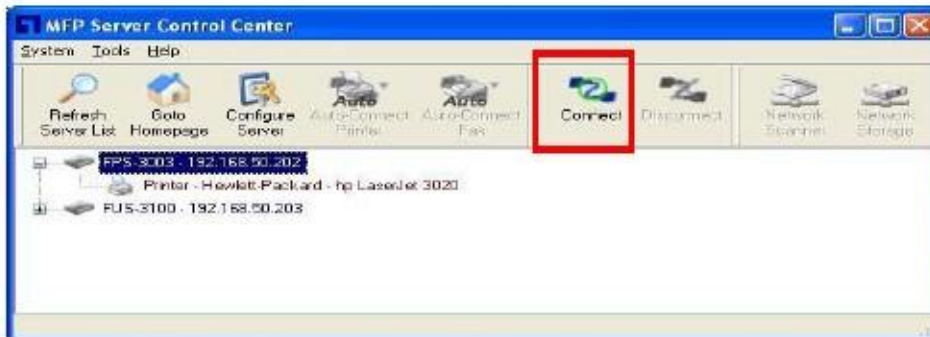 MFP Server Control Center
System Tools Help
Refresh Server List
Goto Homepage
Configure Server
Auto
Auto-Connect Printer
Auto
Auto-Connect Fax
Connect
Disconnect
Network Scanner
Network Storage
FPS-3003 - 192.168.50.202
Printer - Hewlett-Packard - hp LaserJet 3020
FUS-3100 - 192.168.50.203